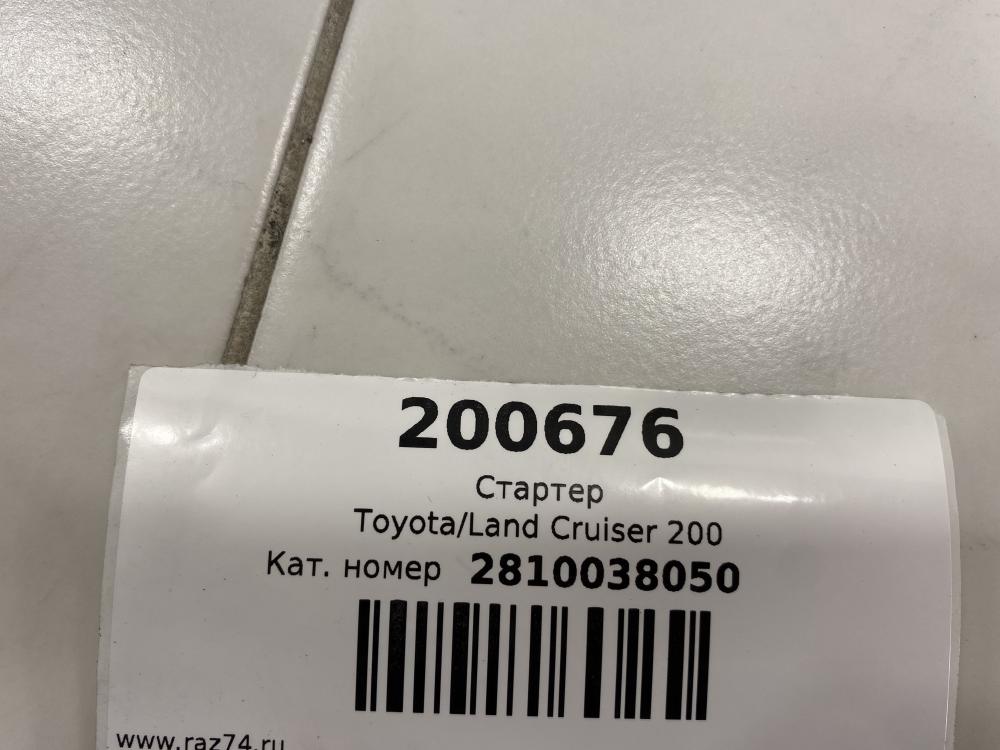 200676
Стартер
Toyota/Land Cruiser 200
Кат. номер 2810038050
www.raz74.ru